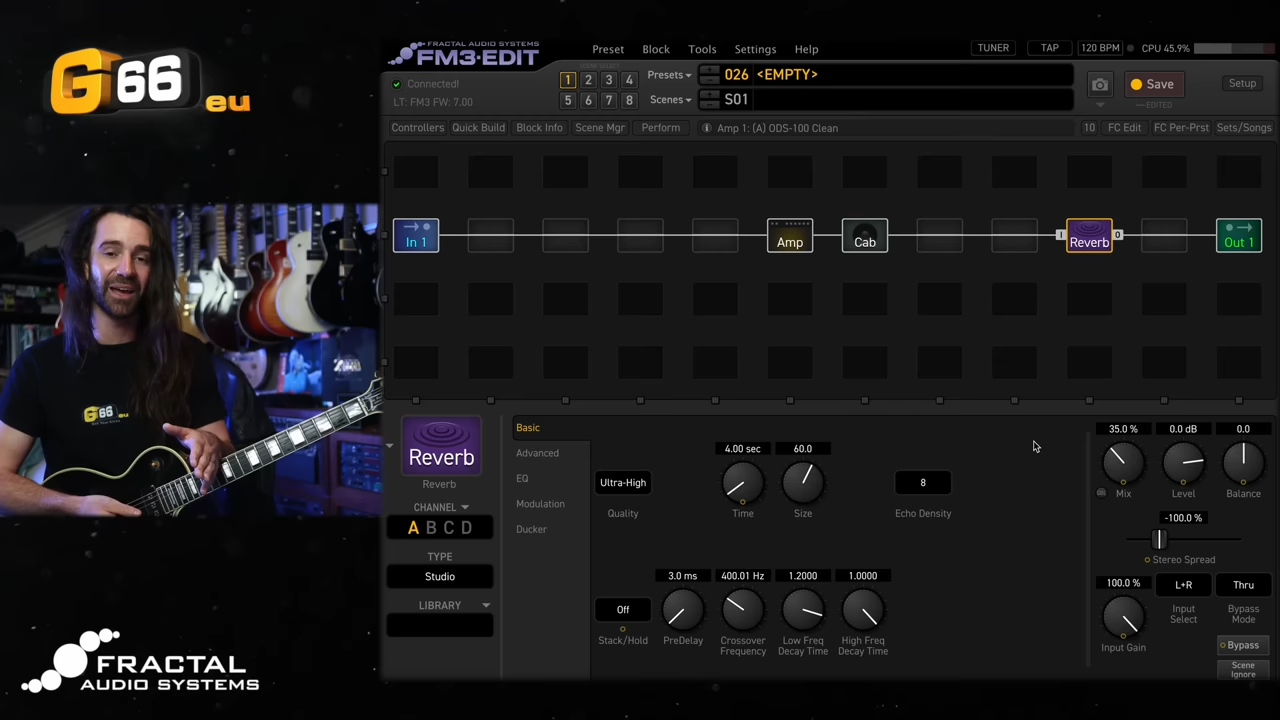 G66
eu
FRACTAL AUDIO SYSTEMS
FM3-EDIT
Preset Block Tools Settings Help
TUNER TAP 120 BPM CPU 45.9%
Connected!
LT: FM3 FW: 7.00
SCENE SELECT
1 2 3 4
5 6 7 8
Presets
026 <EMPTY>
Scenes
S01
Save
EDITED
Setup
Controllers Quick Build Block Info Scene Mgr Perform
Amp 1: (A) ODS-100 Clean
10 FC Edit FC Per-Prst Sets/Songs
In 1 Amp Cab I Reverb O Out 1
G66.eu
Reverb
Reverb
CHANNEL
A B C D
TYPE
Studio
LIBRARY
Basic
Advanced
EQ
Modulation
Ducker
Ultra-High
Quality
4.00 sec
Time
60.0
Size
8
Echo Density
Off
Stack/Hold
3.0 ms
PreDelay
400.01 Hz
Crossover
Frequency
1.2000
Low Freq
Decay Time
1.0000
High Freq
Decay Time
35.0 %
Mix
0.0 dB
Level
0.0
Balance
-100.0 %
Stereo Spread
100.0 %
Input Gain
L+R
Input
Select
Thru
Bypass
Mode
Bypass
Scene
Ignore
FRACTAL
AUDIO SYSTEMS